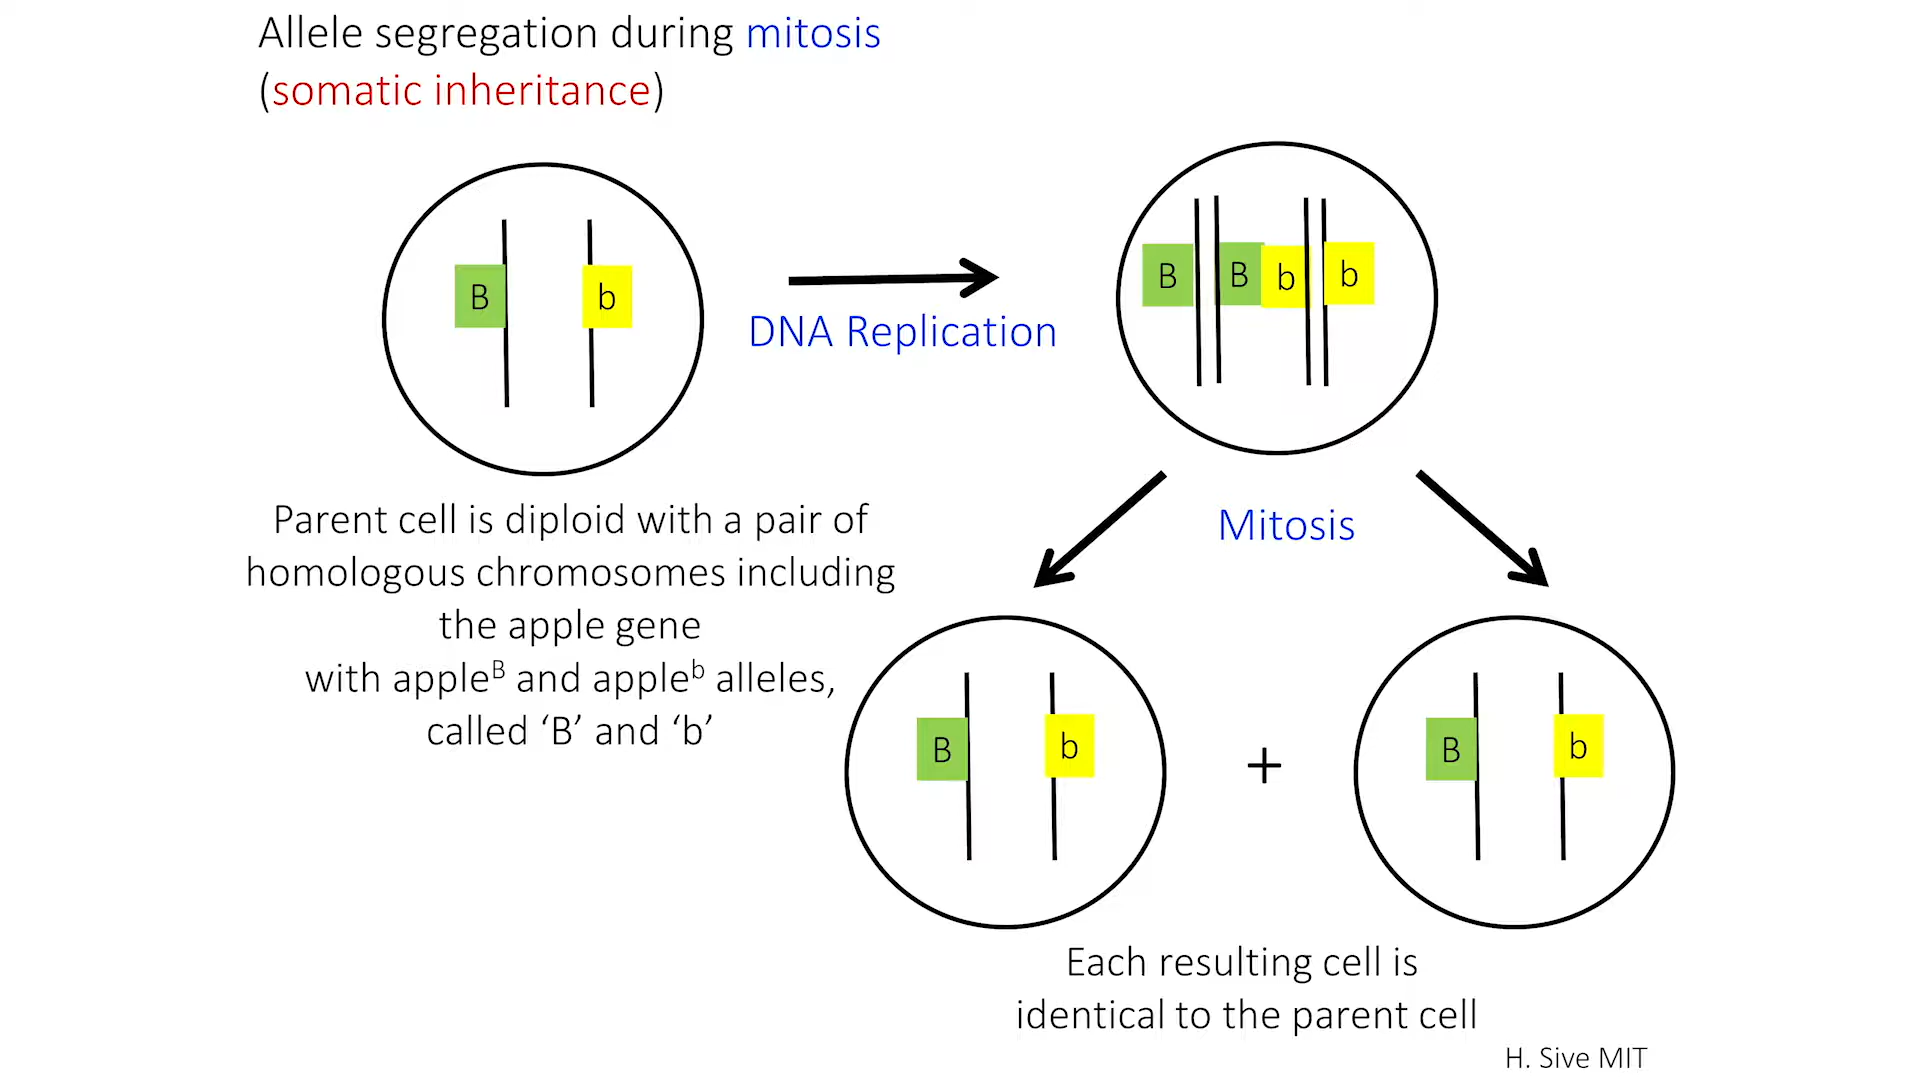 Allele segregation during mitosis
(somatic inheritance)
B
b
DNA Replication
B
B
b
b
Parent cell is diploid with a pair of
homologous chromosomes including
the apple gene
with appleᴮ and appleᵇ alleles,
called ‘B’ and ‘b’
Mitosis
B
b
+
B
b
Each resulting cell is
identical to the parent cell
H. Sive MIT